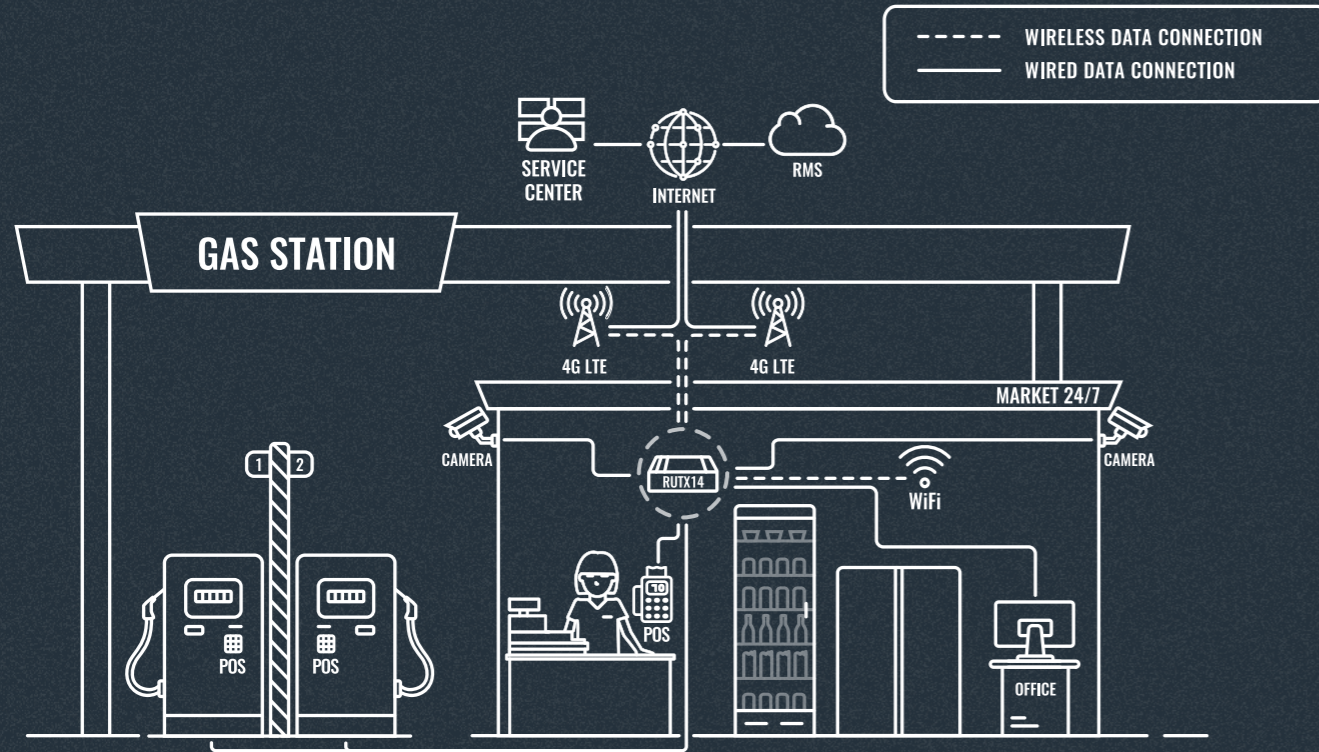 WIRELESS DATA CONNECTION
WIRED DATA CONNECTION
SERVICE
CENTER
INTERNET
RMS
GAS STATION
4G LTE
4G LTE
MARKET 24/7
CAMERA
CAMERA
1
2
RUTX14
WiFi
70
POS
POS
POS
OFFICE